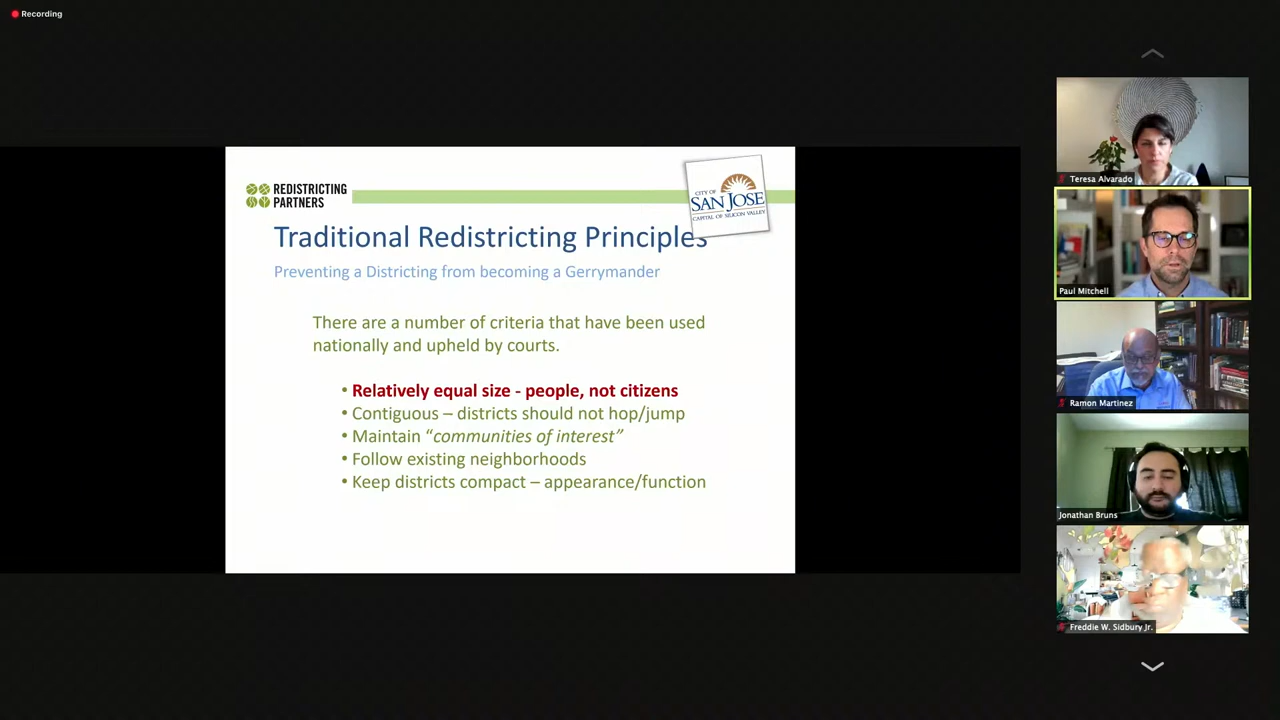 Recording
REDISTRICTING
PARTNERS
CITY OF
SAN JOSE
CAPITAL OF SILICON VALLEY
Traditional Redistricting Principles
Preventing a Districting from becoming a Gerrymander
There are a number of criteria that have been used
nationally and upheld by courts.
• Relatively equal size - people, not citizens
• Contiguous – districts should not hop/jump
• Maintain “communities of interest”
• Follow existing neighborhoods
• Keep districts compact – appearance/function
Teresa Alvarado
Paul Mitchell
Ramon Martinez
Jonathan Bruns
Freddie W. Sidbury Jr.